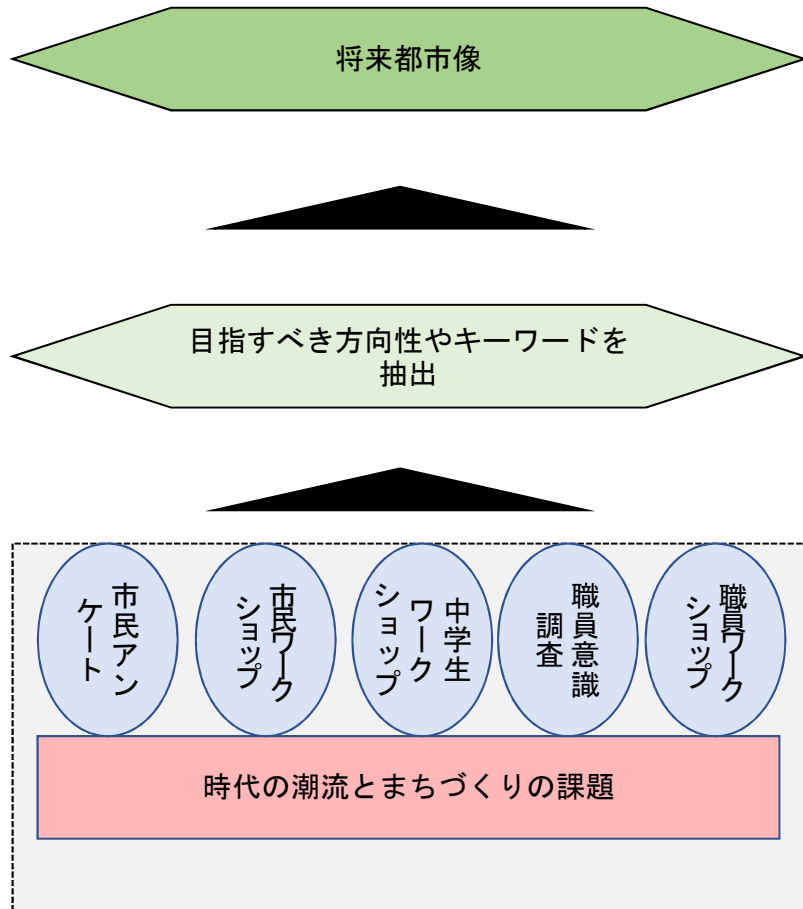 将来都市像
目指すべき方向性やキーワードを
抽出
市民アン
ケート
市民ワーク
ショップ
中学生
ワーク
ショップ
職員意識
調査
職員ワーク
ショップ
時代の潮流とまちづくりの課題